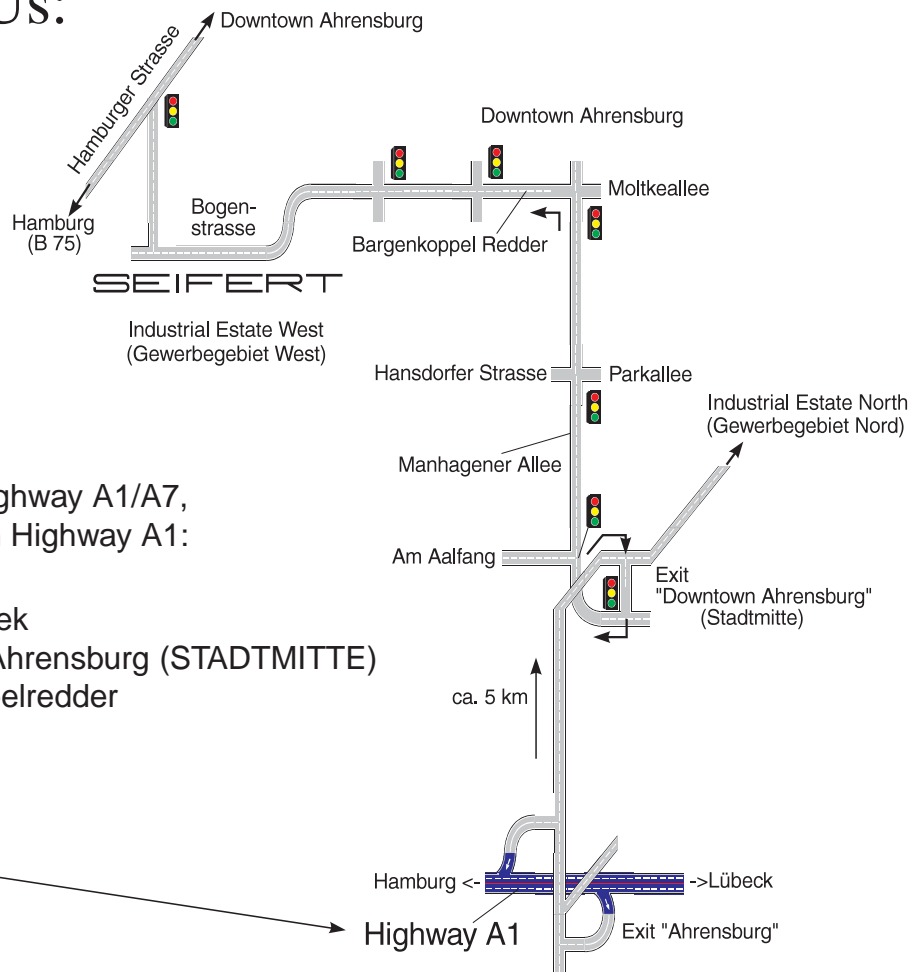 Us:
Downtown Ahrensburg
Hamburger Strasse
Downtown Ahrensburg
Moltkeallee
Hamburg
(B 75)
Bogen-
strasse
Bargenkoppel Redder
SEIFERT
Industrial Estate West
(Gewerbegebiet West)
Hansdorfer Strasse
Parkallee
Industrial Estate North
(Gewerbegebiet Nord)
Manhagener Allee
ghway A1/A7,
Highway A1:
Am Aalfang
Exit
"Downtown Ahrensburg"
(Stadtmitte)
ek
Ahrensburg (STADTMITTE)
elredder
ca. 5 km
Hamburg <-
->Lübeck
Highway A1
Exit "Ahrensburg"